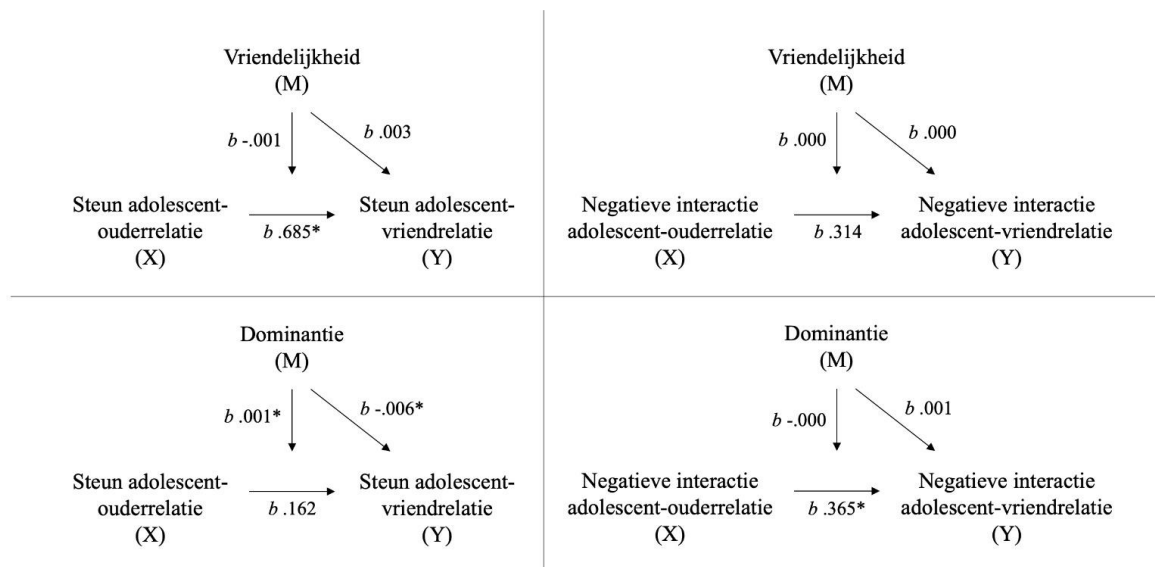 Vriendelijkheid
(M)
b -.001
b .003
Steun adolescent-
ouderrelatie
(X)
b .685*
Steun adolescent-
vriendrelatie
(Y)
Vriendelijkheid
(M)
b .000
b .000
Negatieve interactie
adolescent-ouderrelatie
(X)
b .314
Negatieve interactie
adolescent-vriendrelatie
(Y)
Dominantie
(M)
b .001*
b -.006*
Steun adolescent-
ouderrelatie
(X)
b .162
Steun adolescent-
vriendrelatie
(Y)
Dominantie
(M)
b -.000
b .001
Negatieve interactie
adolescent-ouderrelatie
(X)
b .365*
Negatieve interactie
adolescent-vriendrelatie
(Y)